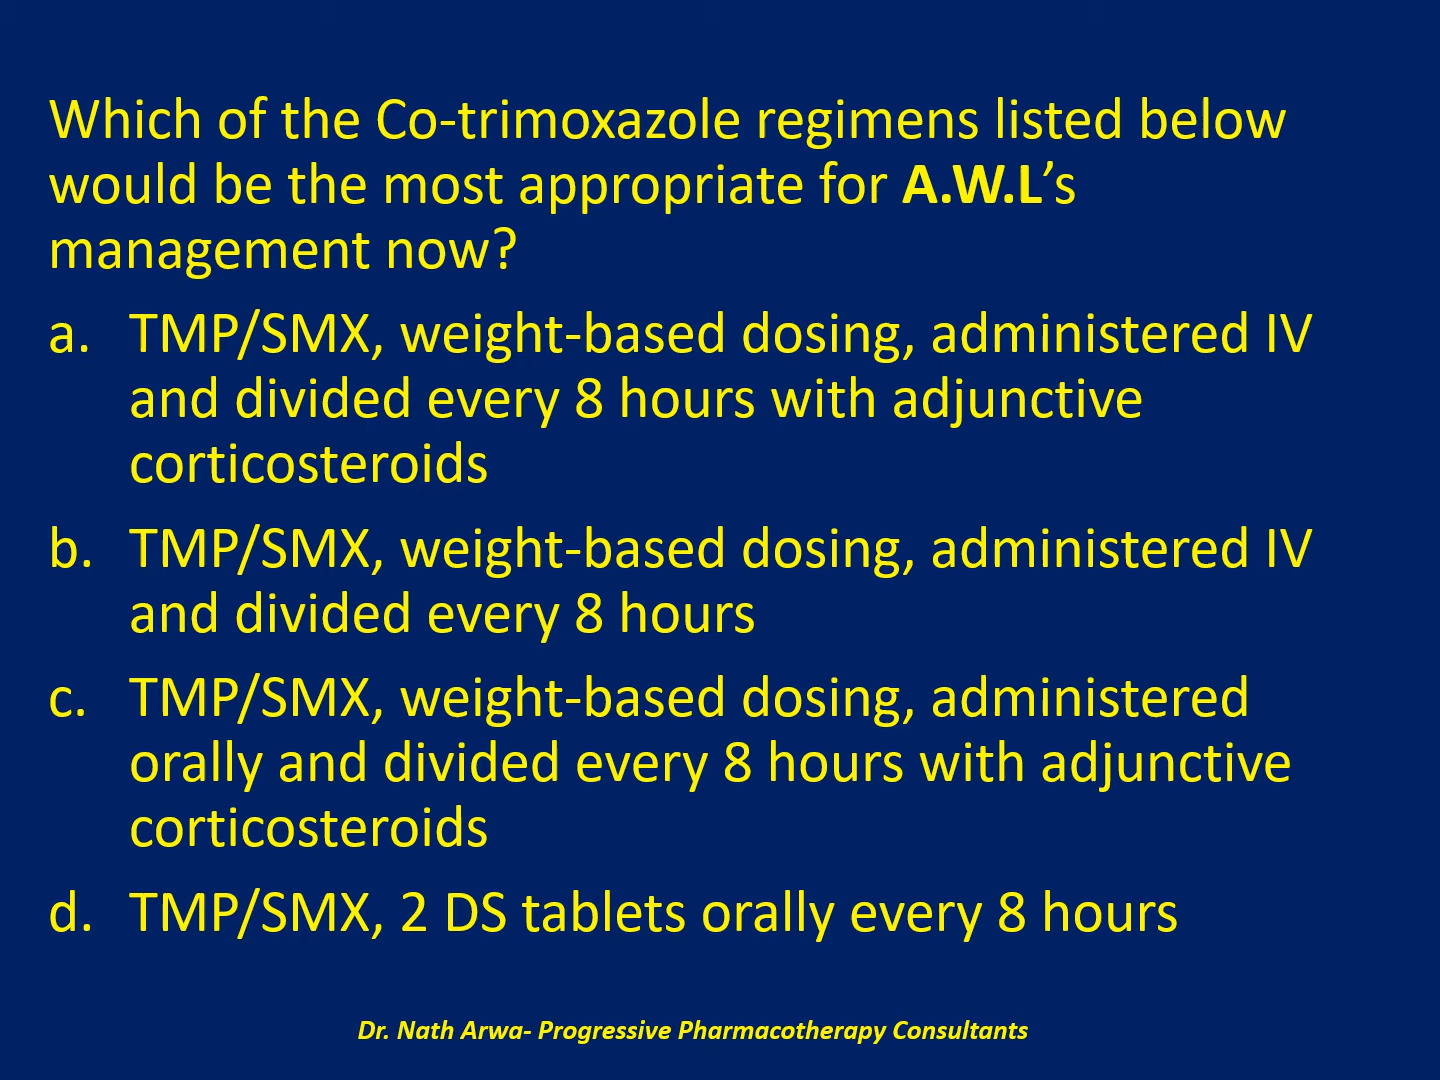 Which of the Co-trimoxazole regimens listed below
would be the most appropriate for A.W.L’s
management now?
a. TMP/SMX, weight-based dosing, administered IV
and divided every 8 hours with adjunctive
corticosteroids
b. TMP/SMX, weight-based dosing, administered IV
and divided every 8 hours
c. TMP/SMX, weight-based dosing, administered
orally and divided every 8 hours with adjunctive
corticosteroids
d. TMP/SMX, 2 DS tablets orally every 8 hours
Dr. Nath Arwa- Progressive Pharmacotherapy Consultants